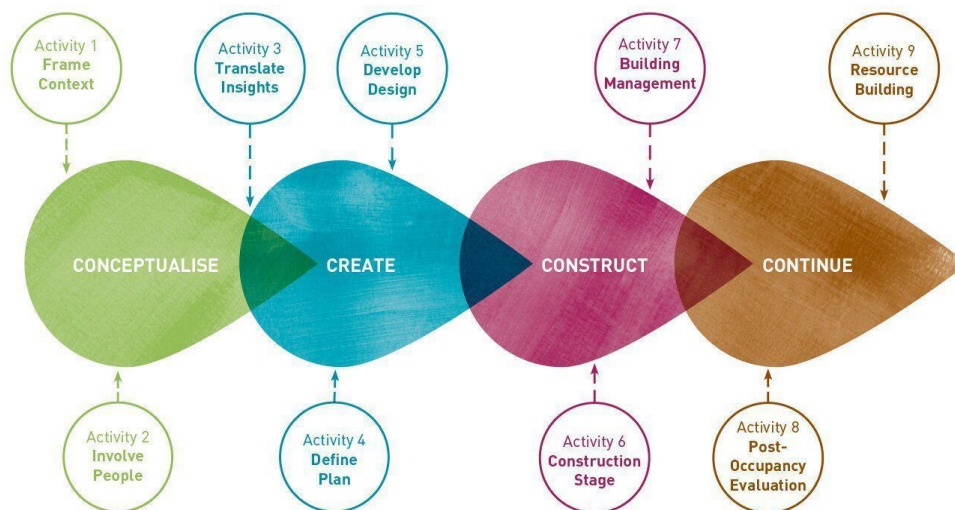 Activity 1
Frame
Context
Activity 3
Translate
Insights
Activity 5
Develop
Design
Activity 7
Building
Management
Activity 9
Resource
Building
CONCEPTUALISE
CREATE
CONSTRUCT
CONTINUE
Activity 2
Involve
People
Activity 4
Define
Plan
Activity 6
Construction
Stage
Activity 8
Post-
Occupancy
Evaluation